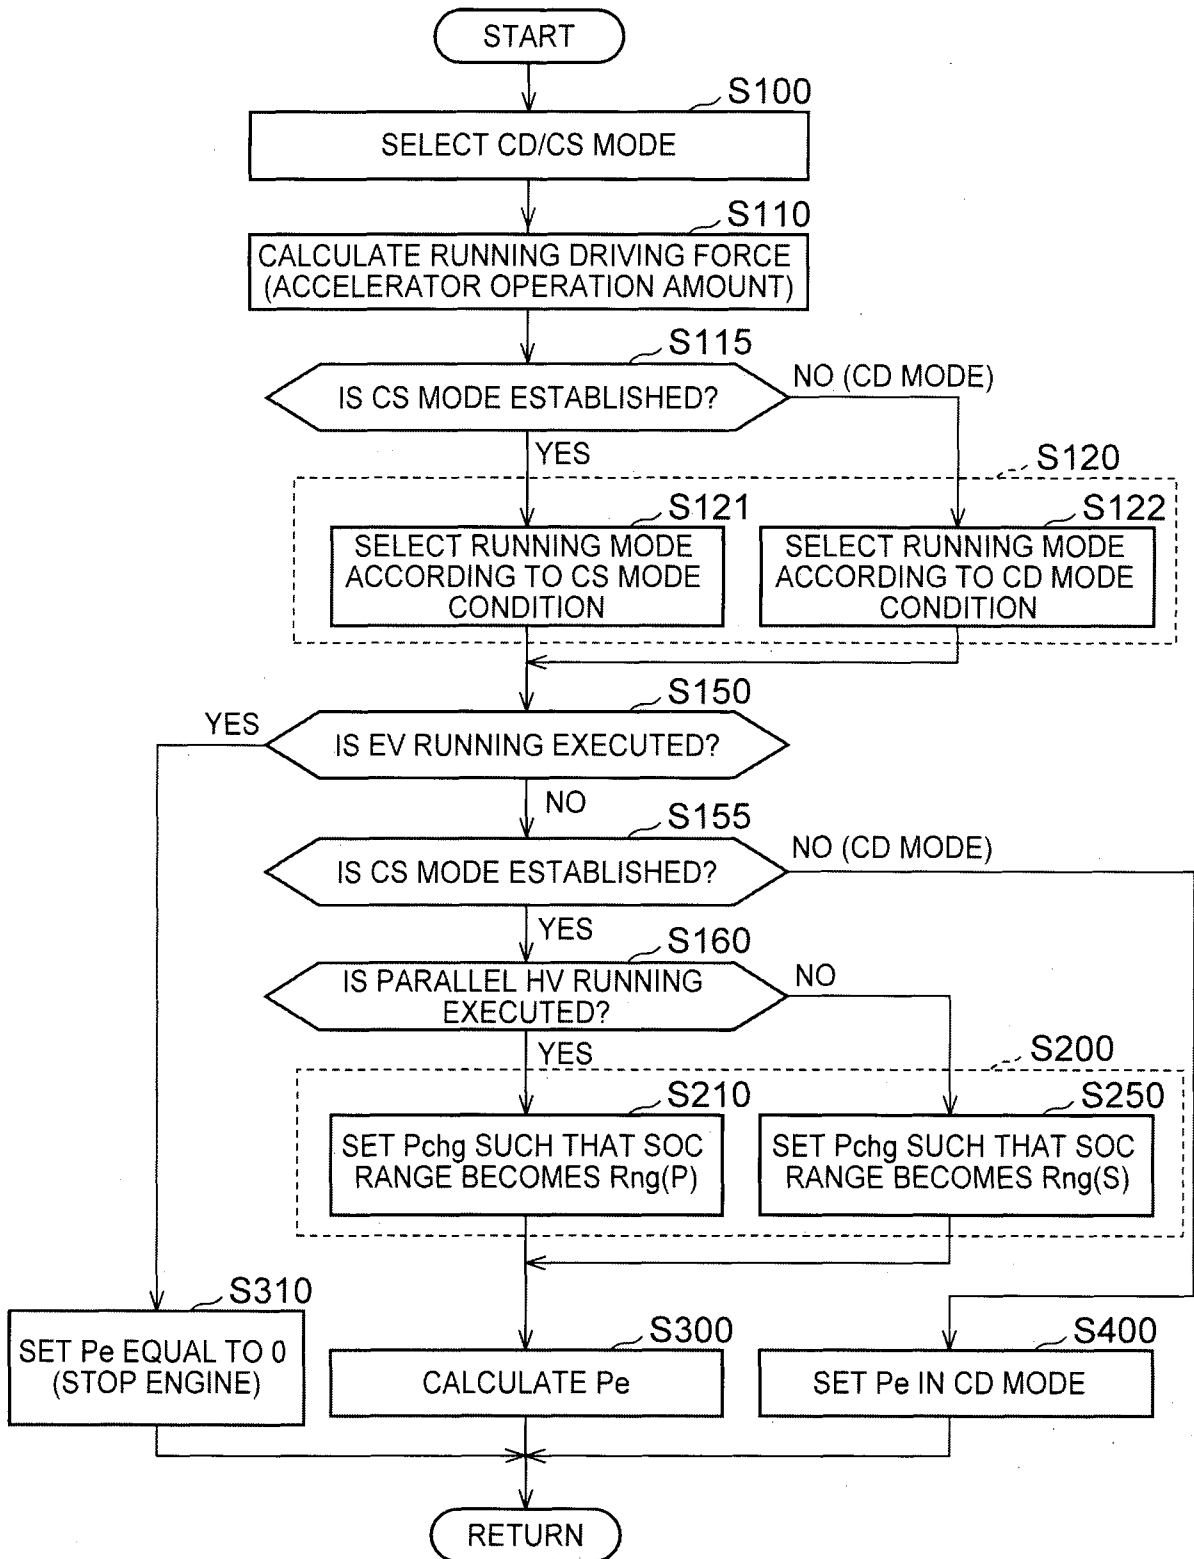 START
S100
SELECT CD/CS MODE
S110
CALCULATE RUNNING DRIVING FORCE
(ACCELERATOR OPERATION AMOUNT)
S115
IS CS MODE ESTABLISHED?
NO (CD MODE)
YES
S120
S121
SELECT RUNNING MODE
ACCORDING TO CS MODE
CONDITION
S122
SELECT RUNNING MODE
ACCORDING TO CD MODE
CONDITION
S150
YES
IS EV RUNNING EXECUTED?
NO
S155
IS CS MODE ESTABLISHED?
NO (CD MODE)
YES
S160
IS PARALLEL HV RUNNING
EXECUTED?
NO
YES
S200
S210
SET Pchg SUCH THAT SOC
RANGE BECOMES Rng(P)
S250
SET Pchg SUCH THAT SOC
RANGE BECOMES Rng(S)
S310
SET Pe EQUAL TO 0
(STOP ENGINE)
S300
CALCULATE Pe
S400
SET Pe IN CD MODE
RETURN